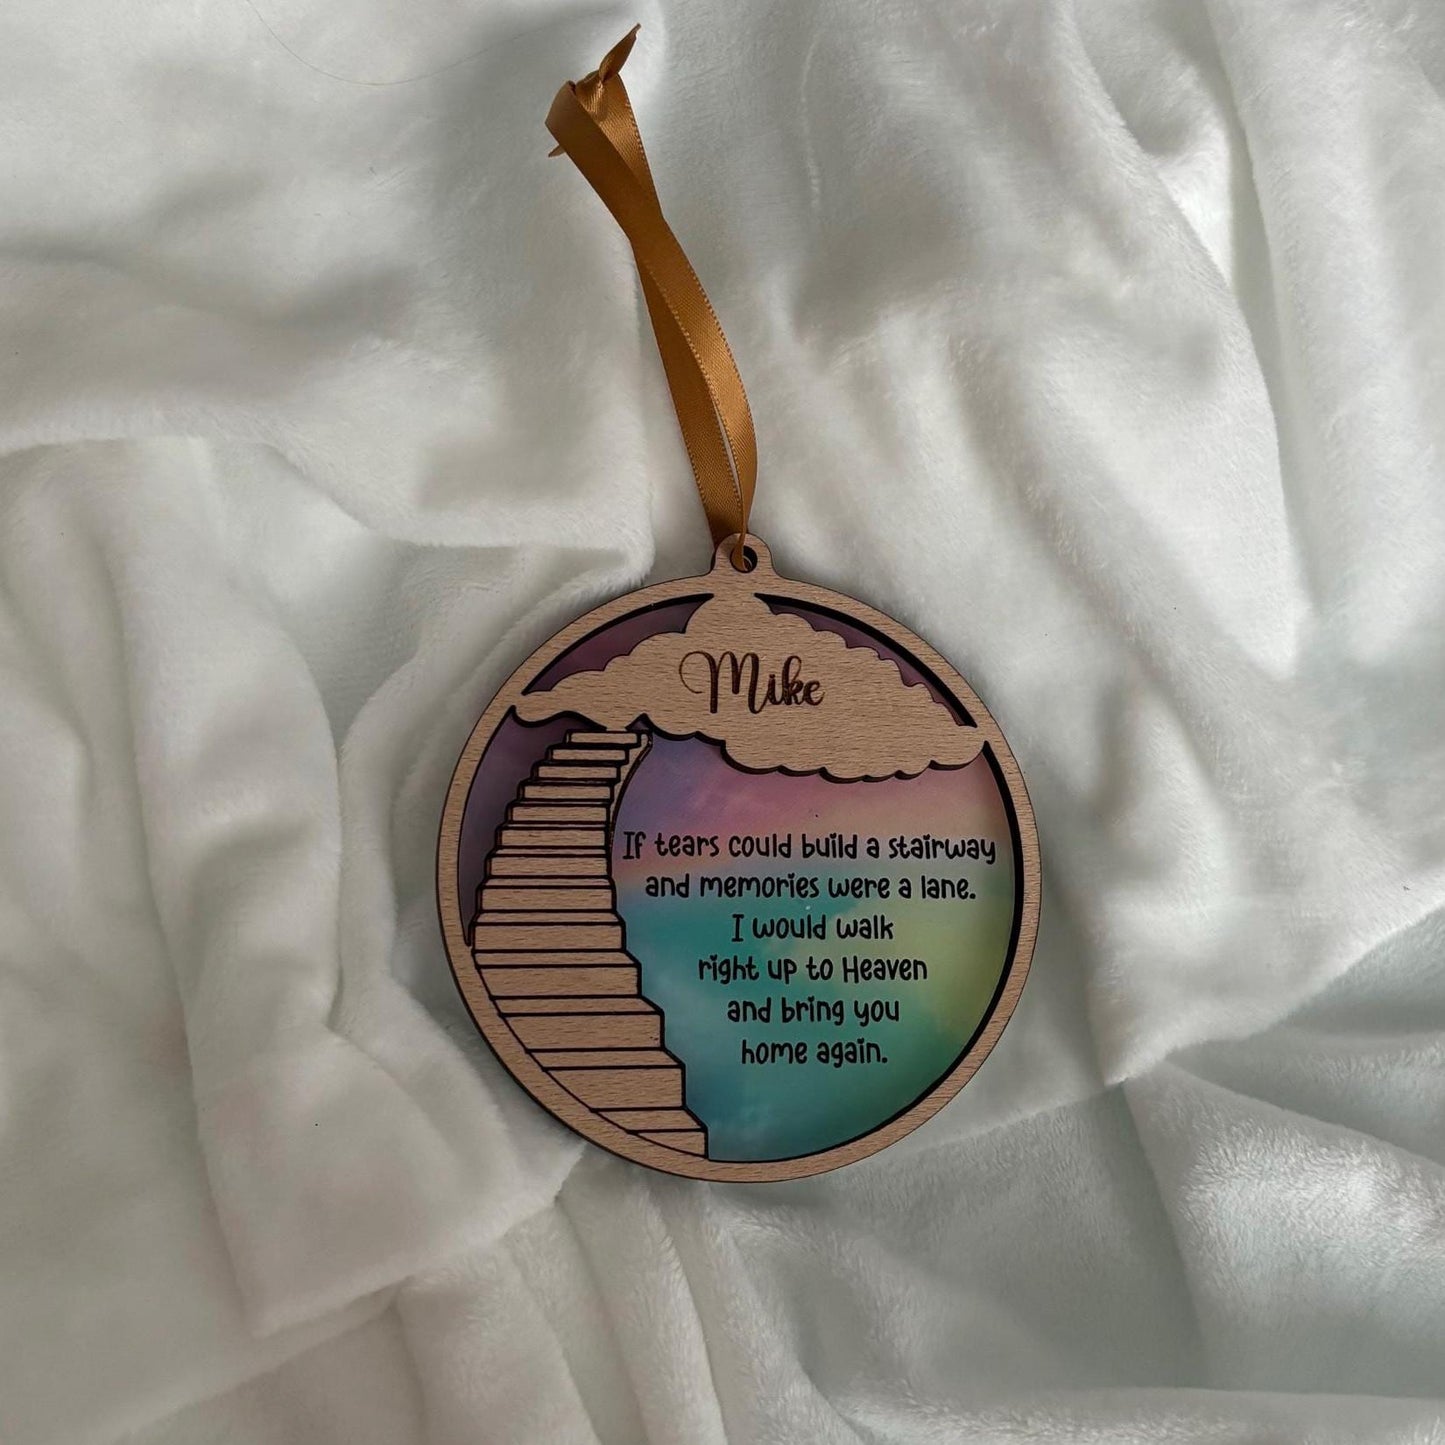 Mike
If tears could build a stairway
and memories were a lane.
I would walk
right up to Heaven
and bring you
home again.